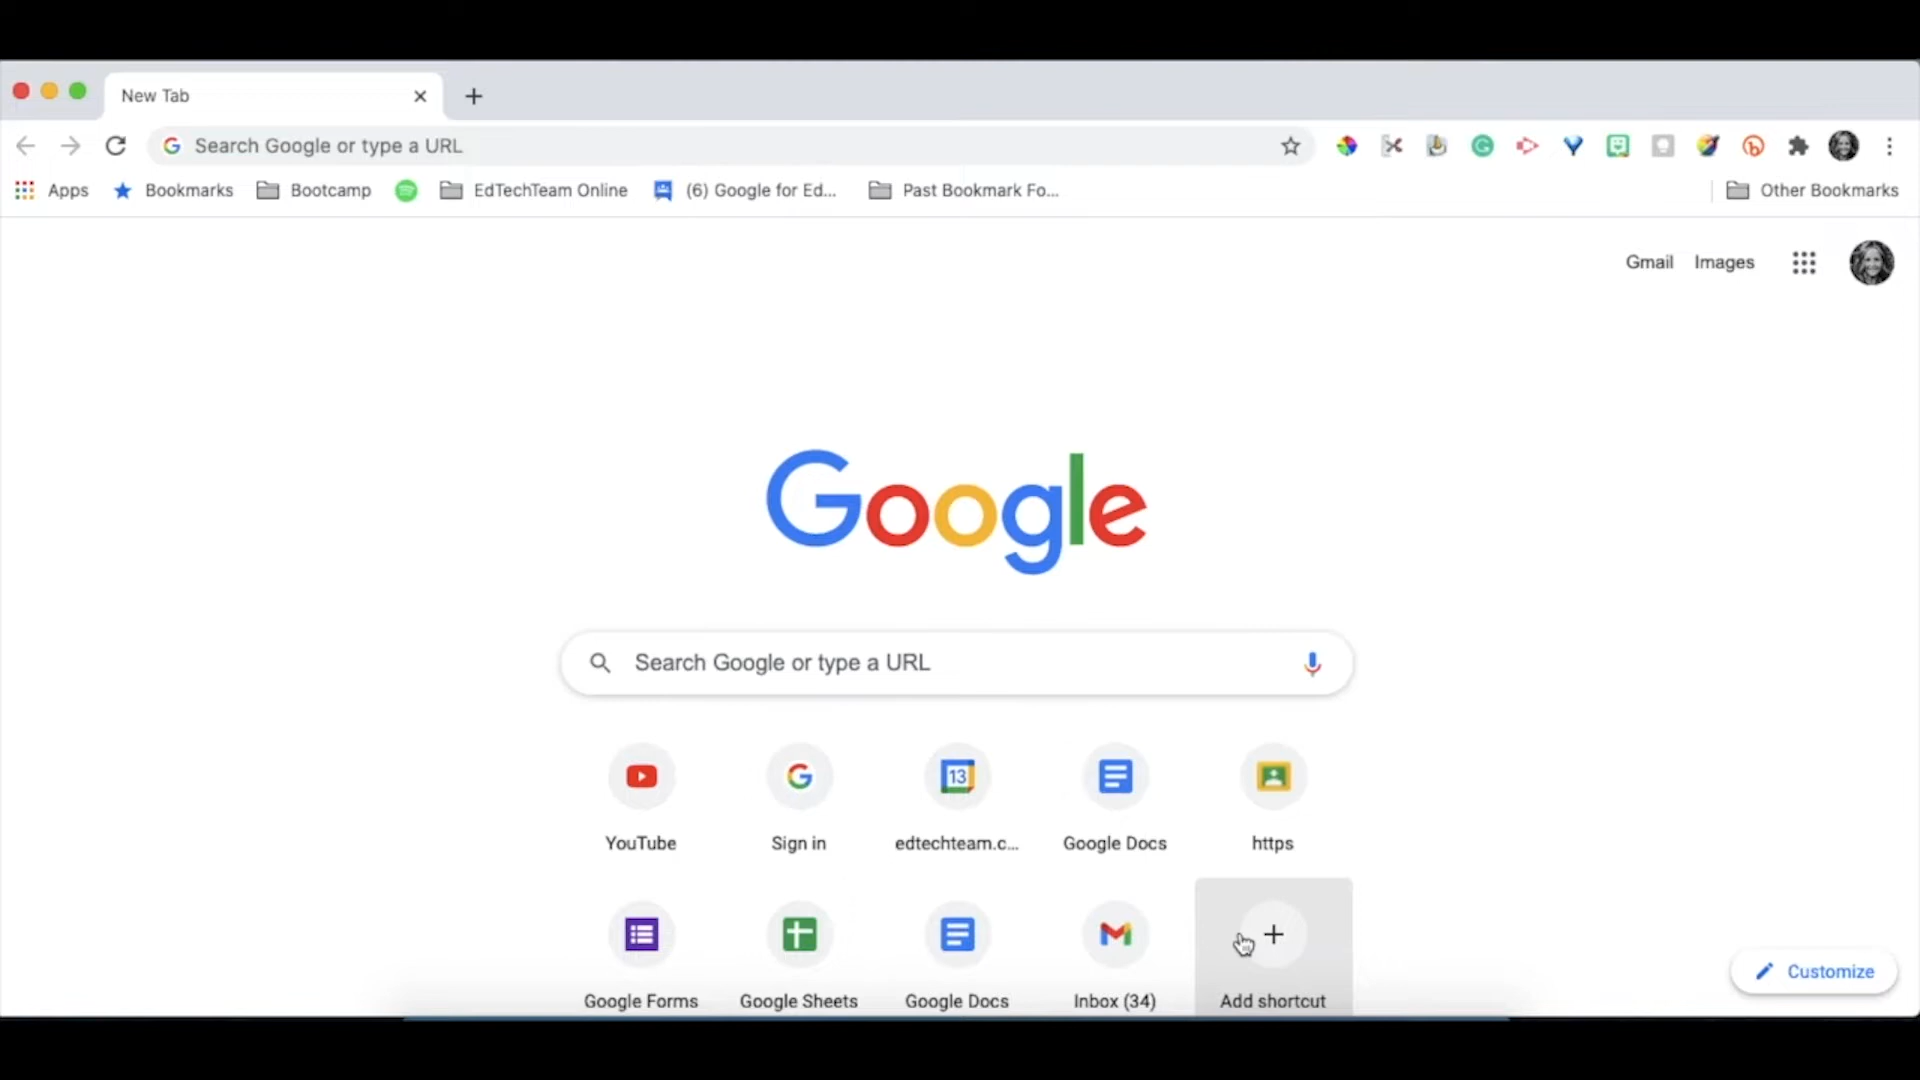 New Tab
Search Google or type a URL
Apps Bookmarks Bootcamp EdTechTeam Online (6) Google for Ed... Past Bookmark Fo... Other Bookmarks
Gmail Images
Google
Search Google or type a URL
13
YouTube Sign in edtechteam.c... Google Docs https
Google Forms Google Sheets Google Docs Inbox (34) Add shortcut
Customize